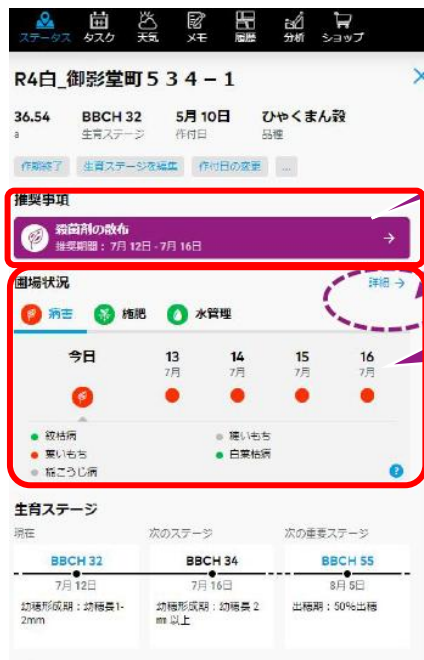 ステータス タスク 天気 メモ 履歴 分析 ショップ
R4白_御影堂町534-1
36.54 BBCH 32 5月10日 ひゃくまん穀
a 生育ステージ 作付日 品種
作期終了 生育ステージを編集 作付日の変更 ...
推奨事項
殺菌剤の散布
推奨期間：7月12日-7月16日
圃場状況 詳細 →
病害 施肥 水管理
今日 13 14 15 16
7月 7月 7月 7月
紋枯病 穂いもち
葉いもち 白葉枯病
稲こうじ病
生育ステージ
現在 次のステージ 次の重要ステージ
BBCH 32 BBCH 34 BBCH 55
7月12日 7月16日 8月5日
幼穂形成期：幼穂長1- 幼穂形成期：幼穂長2 出穂期：50%出穂
2mm ㎜以上